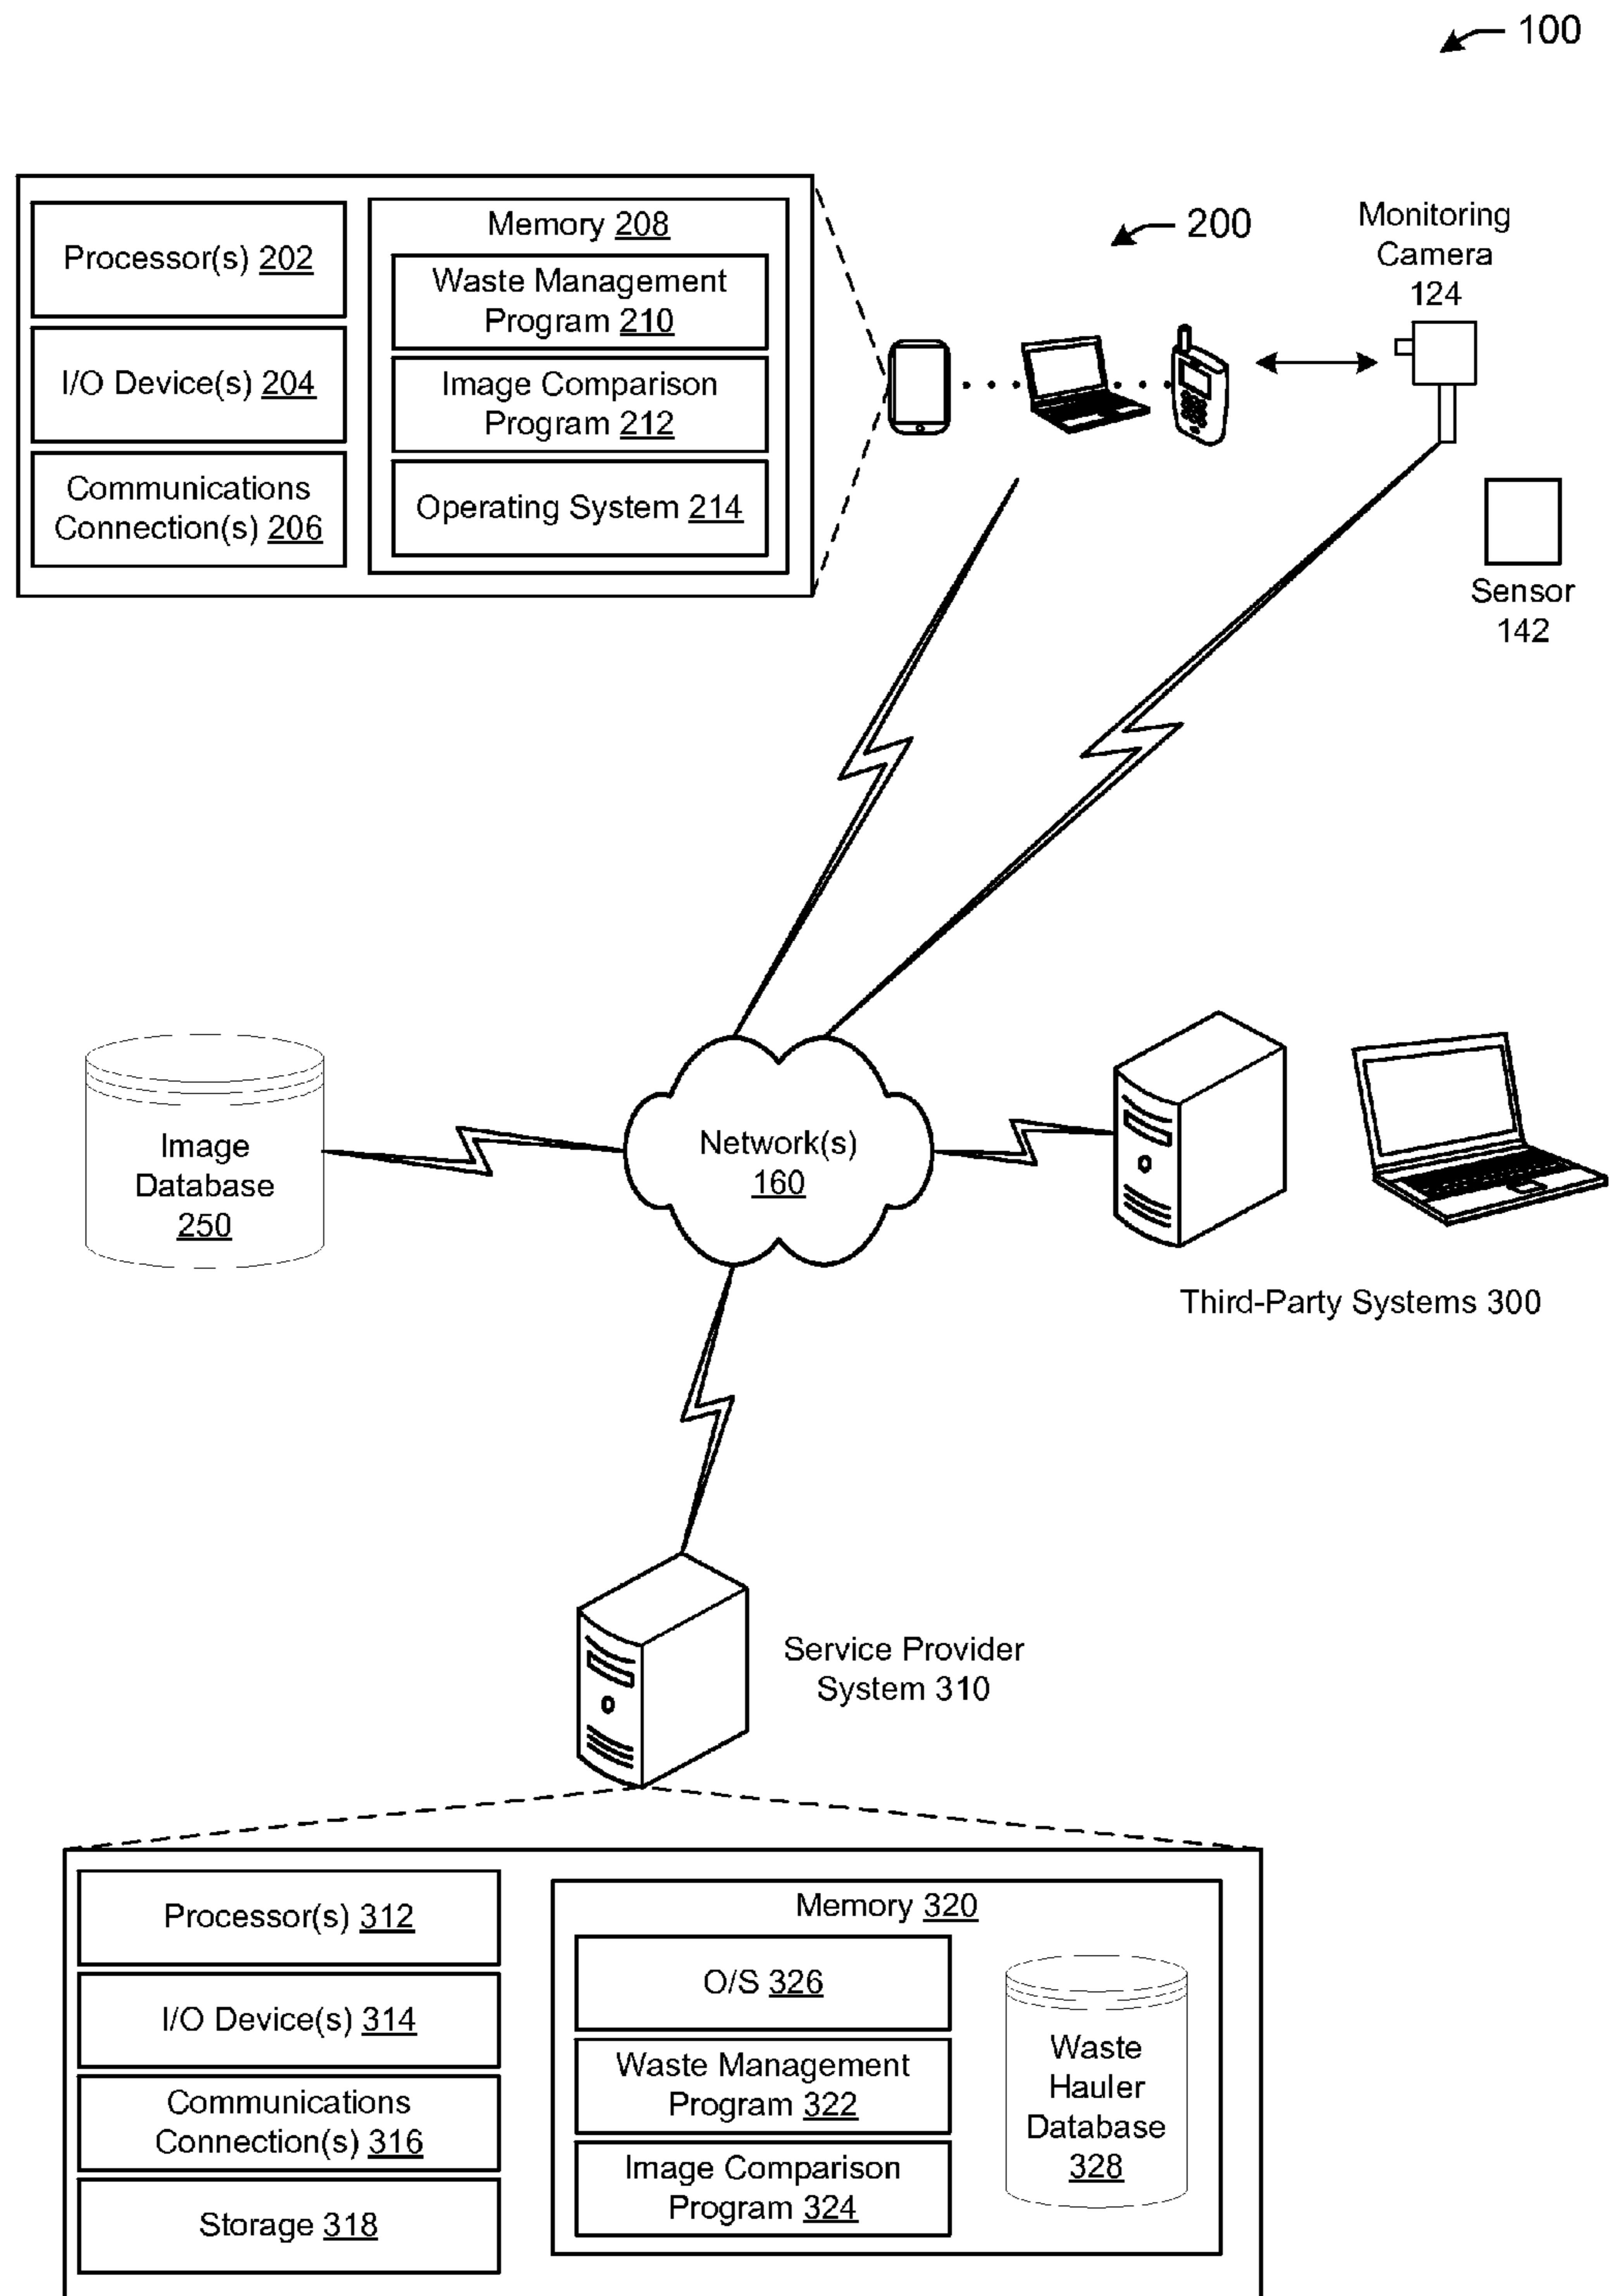 100
Processor(s) 202
I/O Device(s) 204
Communications
Connection(s) 206
Memory 208
Waste Management
Program 210
Image Comparison
Program 212
Operating System 214
200
Monitoring
Camera
124
Sensor
142
Image
Database
250
Network(s)
160
Third-Party Systems 300
Service Provider
System 310
Processor(s) 312
I/O Device(s) 314
Communications
Connection(s) 316
Storage 318
Memory 320
O/S 326
Waste Management
Program 322
Image Comparison
Program 324
Waste
Hauler
Database
328